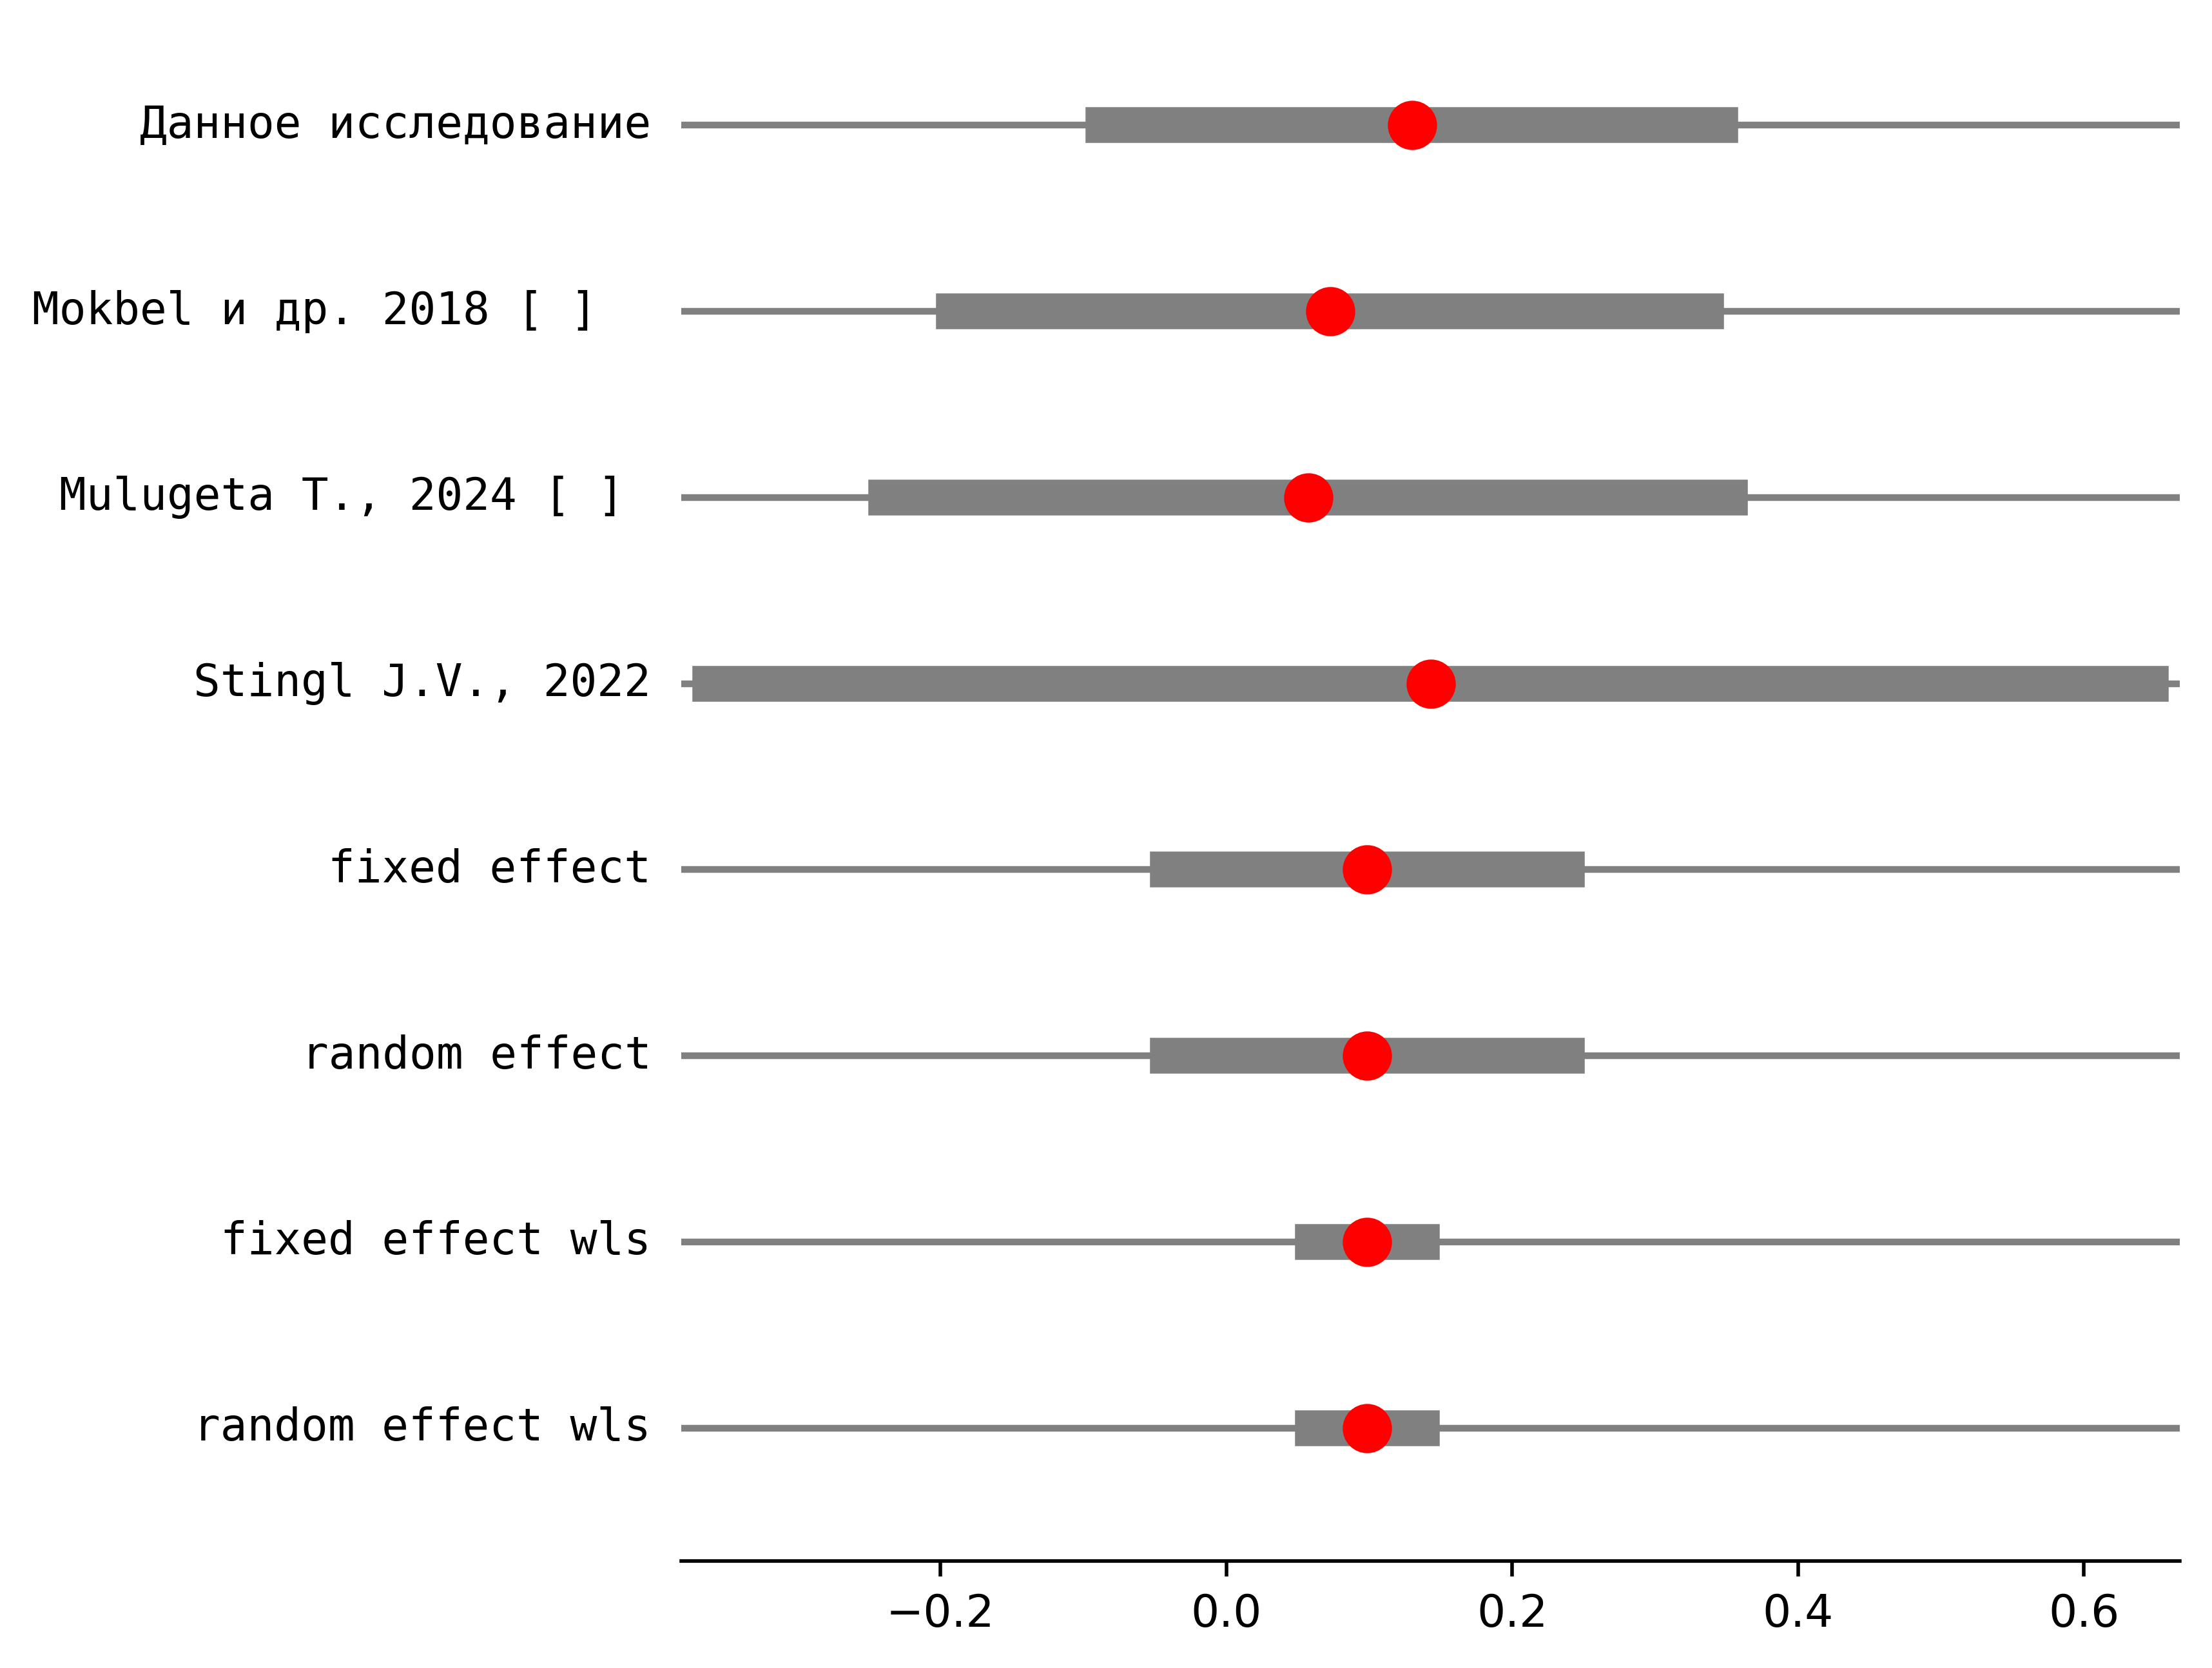 Данное исследование
Mokbel и др. 2018 [ ]
Mulugeta T., 2024 [ ]
Stingl J.V., 2022
fixed effect
random effect
fixed effect wls
random effect wls
−0.2 0.0 0.2 0.4 0.6